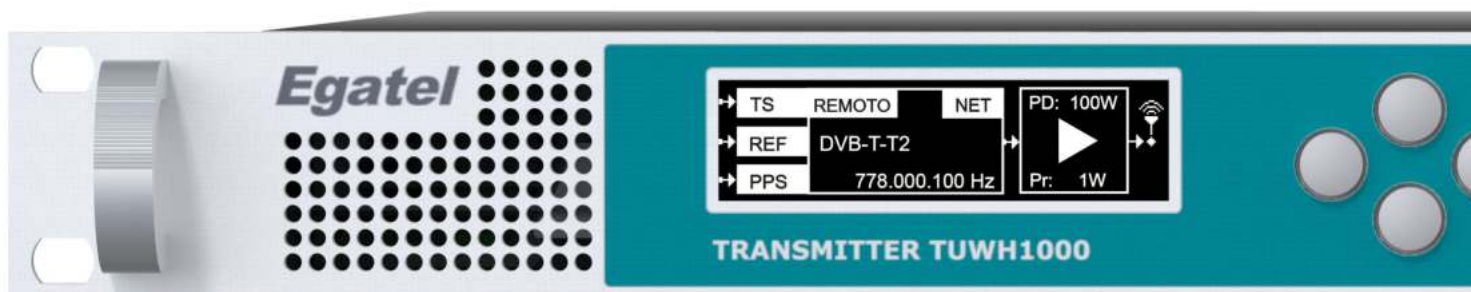 Egatel
TS REMOTO NET
REF DVB-T-T2
PPS 778.000.100 Hz
PD: 100W
Pr: 1W
TRANSMITTER TUWH1000